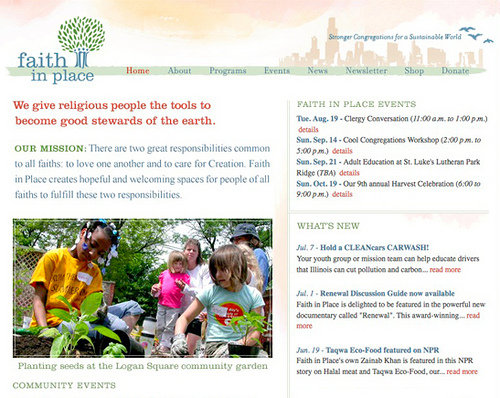 faith
in place
Stronger Congregations for a Sustainable World
Home About Programs Events News Newsletter Shop Donate
We give religious people the tools to
become good stewards of the earth.
OUR MISSION: There are two great responsibilities common
to all faiths: to love one another and to care for Creation. Faith
in Place creates hopeful and welcoming spaces for people of all
faiths to fulfill these two responsibilities.
Planting seeds at the Logan Square community garden
COMMUNITY EVENTS
FAITH IN PLACE EVENTS
Tue. Aug. 19 - Clergy Conversation (11:00 a.m. to 1:00 p.m.)
details
Sun. Sep. 14 - Cool Congregations Workshop (2:00 pm. to
5:00 p.m.) details
Sun. Sep. 21 - Adult Education at St. Luke's Lutheran Park
Ridge (TBA) details
Sun. Oct. 19 - Our 9th annual Harvest Celebration (6:00 to
9:00 p.m.) details
WHAT'S NEW
Jul. 7 - Hold a CLEANcars CARWASH!
Your youth group or mission team can help educate drivers
that Illinois can cut pollution and carbon... read more
Jul. 1 - Renewal Discussion Guide now available
Faith in Place is delighted to be featured in the powerful new
documentary called "Renewal". This award-winning... read
more
Jun. 19 - Taqwa Eco-Food featured on NPR
Faith in Place's own Zainab Khan is featured in this NPR
story on Halal meat and Taqwa Eco-Food, our... read more